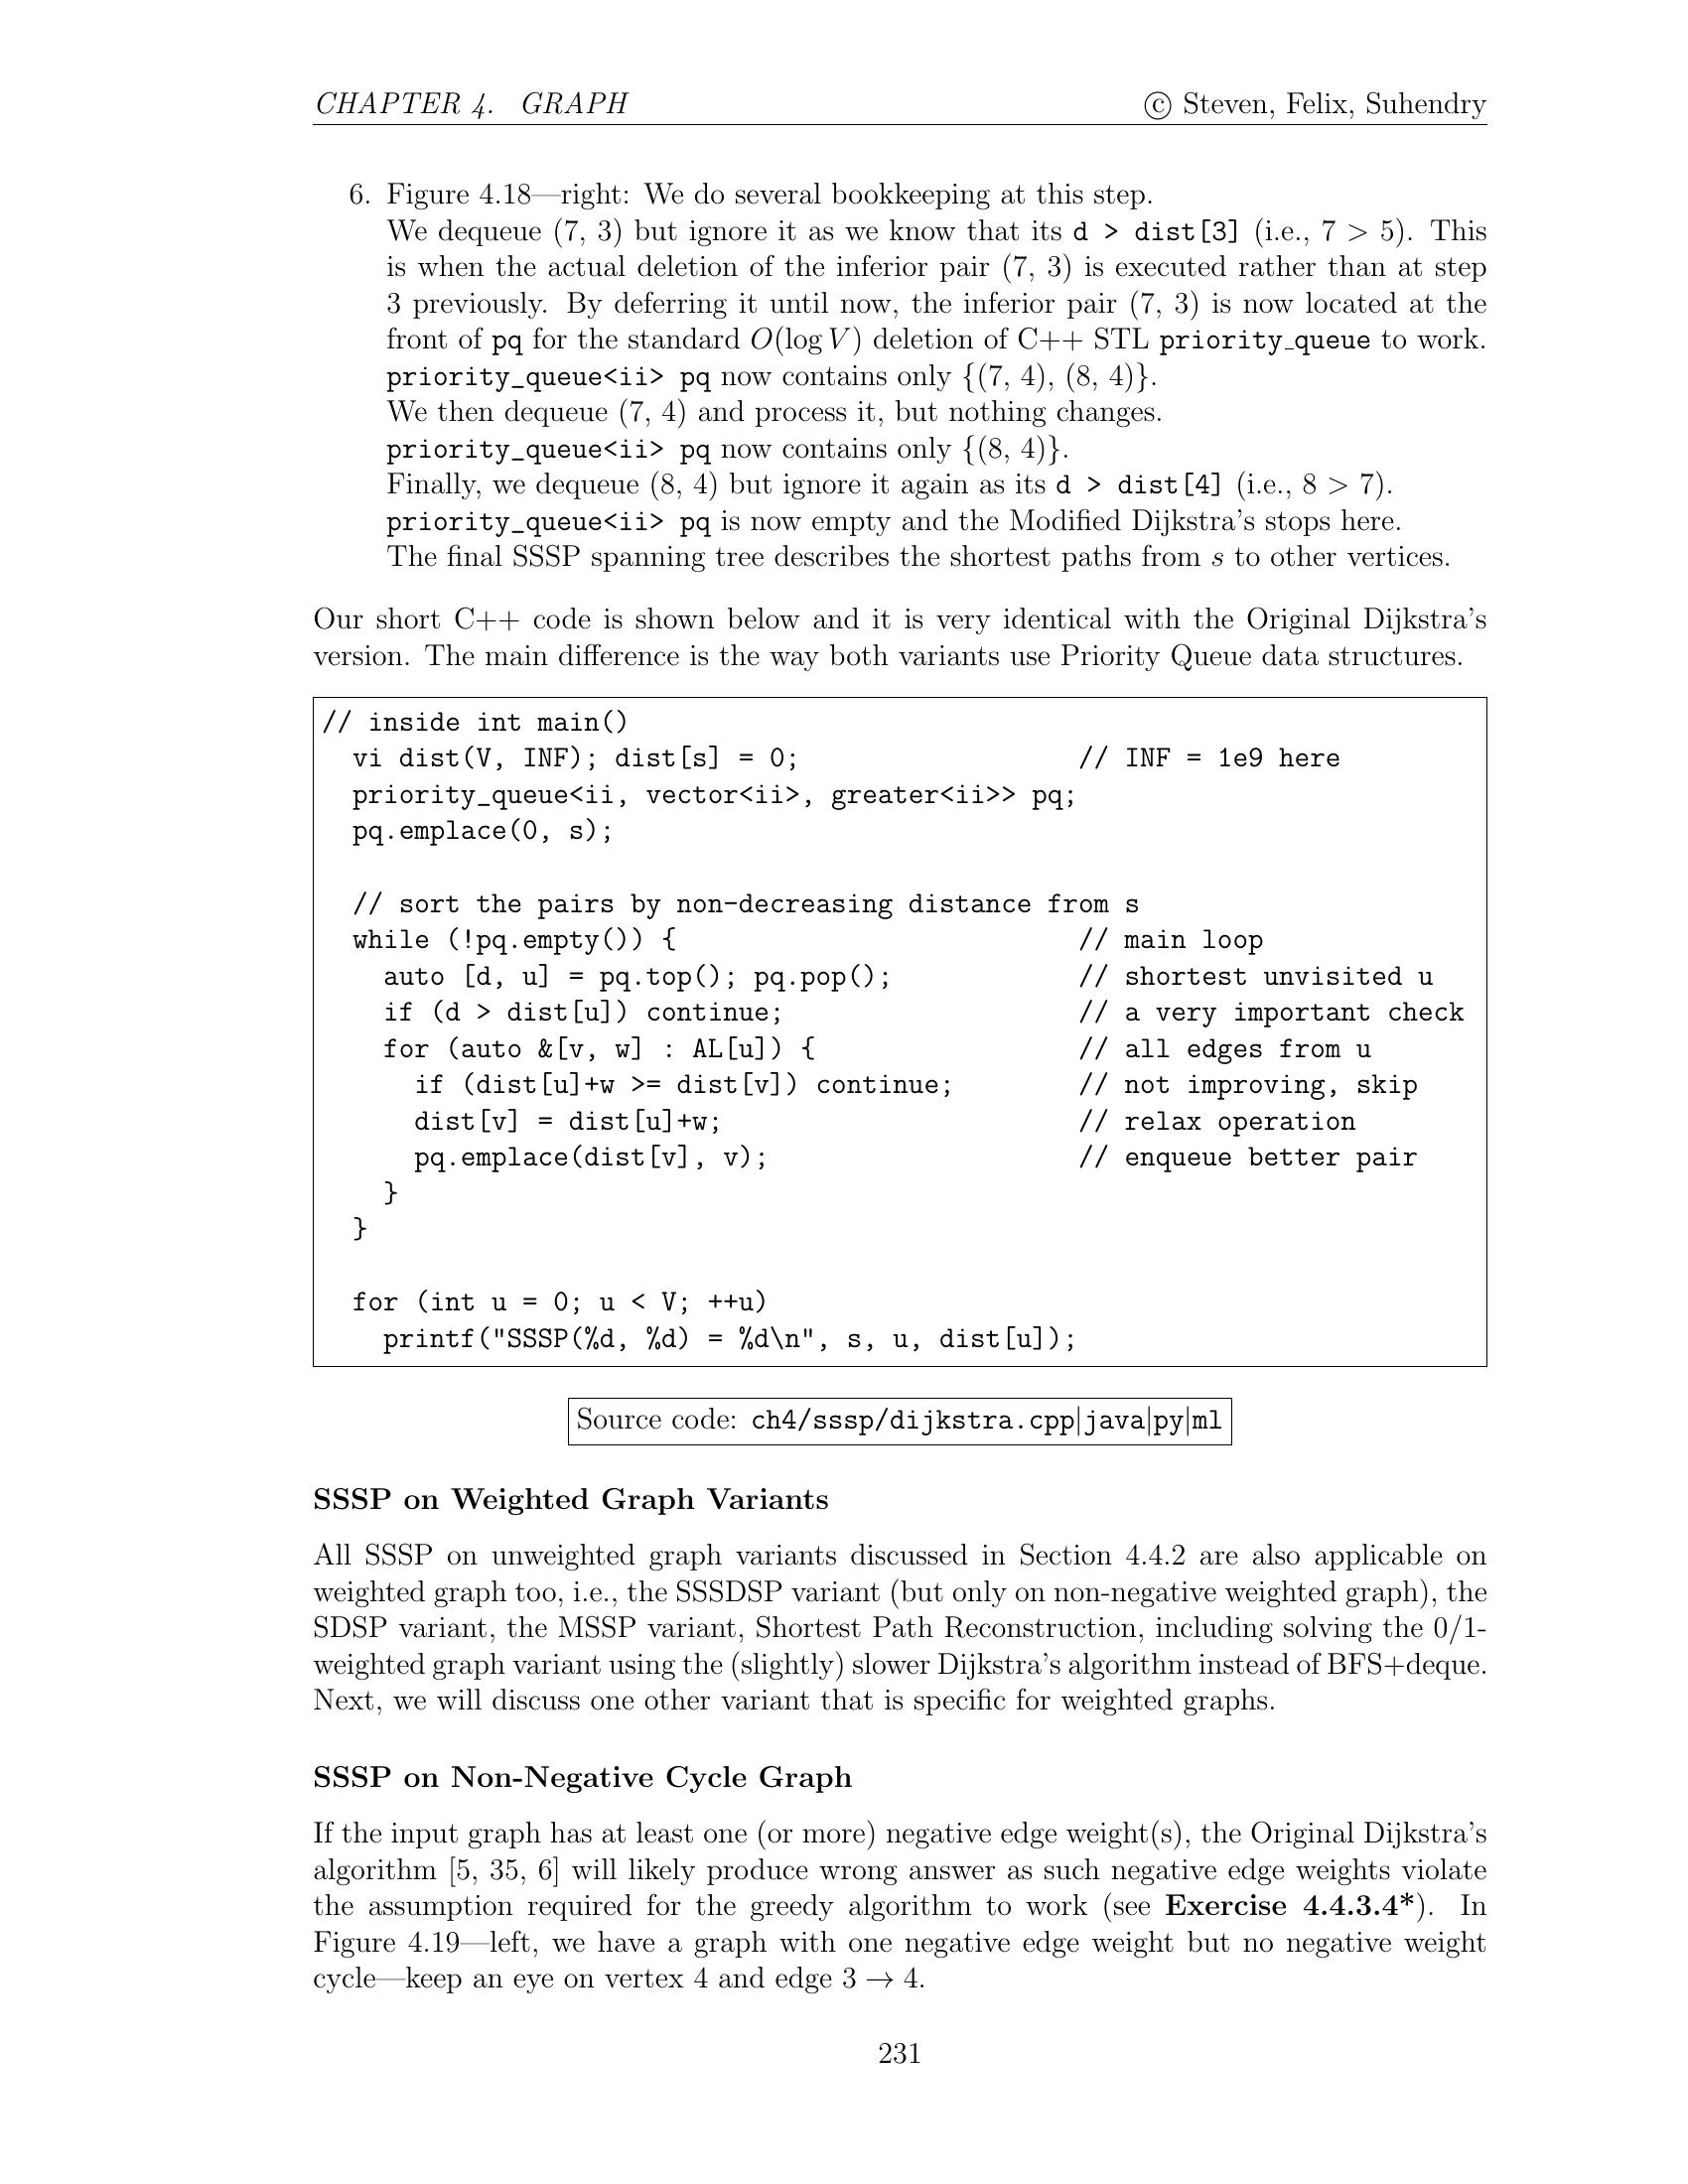 CHAPTER 4. GRAPH © Steven, Felix, Suhendry
6. Figure 4.18—right: We do several bookkeeping at this step.
We dequeue (7, 3) but ignore it as we know that its d > dist[3] (i.e., 7 > 5). This
is when the actual deletion of the inferior pair (7, 3) is executed rather than at step
3 previously. By deferring it until now, the inferior pair (7, 3) is now located at the
front of pq for the standard O(log V) deletion of C++ STL priority_queue to work.
priority_queue<ii> pq now contains only {(7, 4), (8, 4)}.
We then dequeue (7, 4) and process it, but nothing changes.
priority_queue<ii> pq now contains only {(8, 4)}.
Finally, we dequeue (8, 4) but ignore it again as its d > dist[4] (i.e., 8 > 7).
priority_queue<ii> pq is now empty and the Modified Dijkstra's stops here.
The final SSSP spanning tree describes the shortest paths from s to other vertices.
Our short C++ code is shown below and it is very identical with the Original Dijkstra's
version. The main difference is the way both variants use Priority Queue data structures.
// inside int main()
  vi dist(V, INF); dist[s] = 0;                  // INF = 1e9 here
  priority_queue<ii, vector<ii>, greater<ii>> pq;
  pq.emplace(0, s);
  // sort the pairs by non-decreasing distance from s
  while (!pq.empty()) {                          // main loop
    auto [d, u] = pq.top(); pq.pop();            // shortest unvisited u
    if (d > dist[u]) continue;                   // a very important check
    for (auto &[v, w] : AL[u]) {                 // all edges from u
      if (dist[u]+w >= dist[v]) continue;        // not improving, skip
      dist[v] = dist[u]+w;                       // relax operation
      pq.emplace(dist[v], v);                    // enqueue better pair
    }
  }
  for (int u = 0; u < V; ++u)
    printf("SSSP(%d, %d) = %d\n", s, u, dist[u]);
Source code: ch4/sssp/dijkstra.cpp|java|py|ml
SSSP on Weighted Graph Variants
All SSSP on unweighted graph variants discussed in Section 4.4.2 are also applicable on
weighted graph too, i.e., the SSSDSP variant (but only on non-negative weighted graph), the
SDSP variant, the MSSP variant, Shortest Path Reconstruction, including solving the 0/1-
weighted graph variant using the (slightly) slower Dijkstra's algorithm instead of BFS+deque.
Next, we will discuss one other variant that is specific for weighted graphs.
SSSP on Non-Negative Cycle Graph
If the input graph has at least one (or more) negative edge weight(s), the Original Dijkstra's
algorithm [5, 35, 6] will likely produce wrong answer as such negative edge weights violate
the assumption required for the greedy algorithm to work (see Exercise 4.4.3.4*). In
Figure 4.19—left, we have a graph with one negative edge weight but no negative weight
cycle—keep an eye on vertex 4 and edge 3 → 4.
231